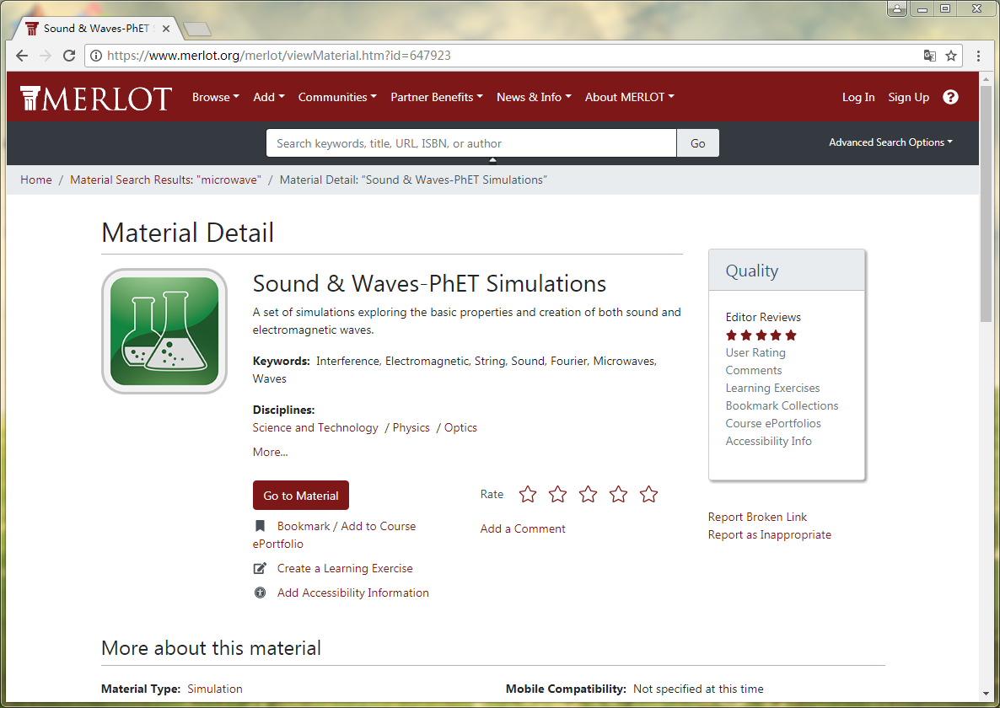 Sound & Waves-PhET S
https://www.merlot.org/merlot/viewMaterial.htm?id=647923
MERLOT Browse Add Communities Partner Benefits News & Info About MERLOT Log In Sign Up ?
Search keywords, title, URL, ISBN, or author Go Advanced Search Options
Home / Material Search Results: "microwave" / Material Detail: “Sound & Waves-PhET Simulations”
Material Detail
Sound & Waves-PhET Simulations
A set of simulations exploring the basic properties and creation of both sound and
electromagnetic waves.
Keywords: Interference, Electromagnetic, String, Sound, Fourier, Microwaves,
Waves
Disciplines:
Science and Technology / Physics / Optics
More...
Go to Material
Bookmark / Add to Course
ePortfolio
Create a Learning Exercise
Add Accessibility Information
Rate
Add a Comment
Quality
Editor Reviews
User Rating
Comments
Learning Exercises
Bookmark Collections
Course ePortfolios
Accessibility Info
Report Broken Link
Report as Inappropriate
More about this material
Material Type: Simulation
Mobile Compatibility: Not specified at this time